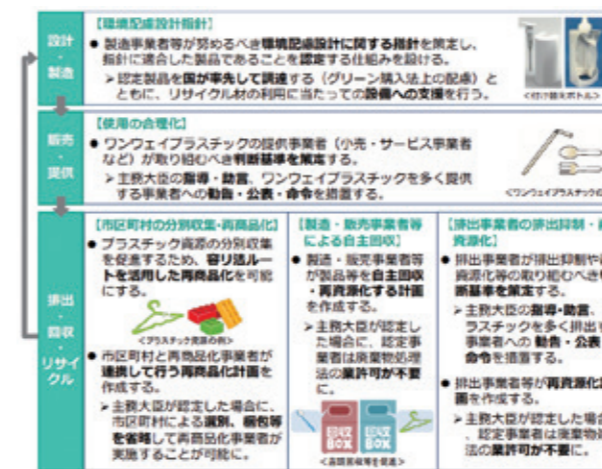 設計
・
製造
【環境配慮設計指針】
● 製造事業者等が努めるべき環境配慮設計に関する指針を策定し、
指針に適合した製品であることを認定する仕組みを設ける。
➢認定製品を国が率先して調達する（グリーン購入法上の配慮）と
ともに、リサイクル材の利用に当たっての設備への支援を行う。
<付け替えボトル>
販売
・
提供
【使用の合理化】
● ワンウェイプラスチックの提供事業者（小売・サービス事業者
など）が取り組むべき判断基準を策定する。
➢主務大臣の指導・助言、ワンウェイプラスチックを多く提供
する事業者への勧告・公表・命令を措置する。
<ワンウェイプラスチックの
排出
・
回収
・
リサイ
クル
【市区町村の分別収集・再商品化】
● プラスチック資源の分別収集
を促進するため、容リ法ルー
トを活用した再商品化を可能
にする。
<プラスチック資源の例>
● 市区町村と再商品化事業者が
連携して行う再商品化計画を
作成する。
➢主務大臣が認定した場合に、
市区町村による選別、梱包等
を省略して再商品化事業者が
実施することが可能に。
【製造・販売事業者等
による自主回収】
● 製造・販売事業者等
が製品等を自主回収
・再資源化する計画
を作成する。
➢主務大臣が認定し
た場合に、認定事
業者は廃棄物処理
法の業許可が不要
に。
回収
BOX
回収
BOX
<店頭回収等を促進>
【排出事業者の排出抑制・
資源化】
● 排出事業者が排出抑制や
資源化等の取り組むべき
断基準を策定する。
➢主務大臣の指導・助言、
ラスチックを多く排出す
事業者への 勧告・公表
命令を措置する。
● 排出事業者等が再資源化
画を作成する。
➢主務大臣が認定した場合
、認定事業者は廃棄物処
法の業許可が不要に。